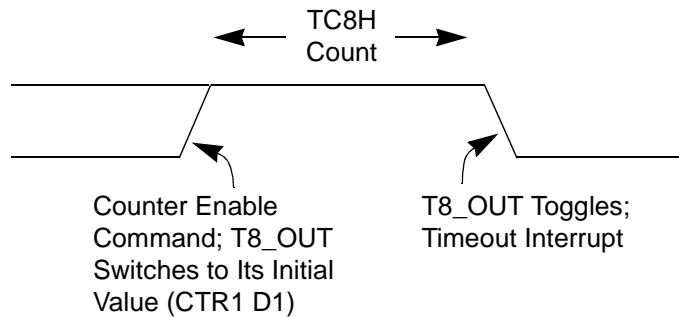 TC8H
Count
Counter Enable
Command; T8_OUT
Switches to Its Initial
Value (CTR1 D1)
T8_OUT Toggles;
Timeout Interrupt